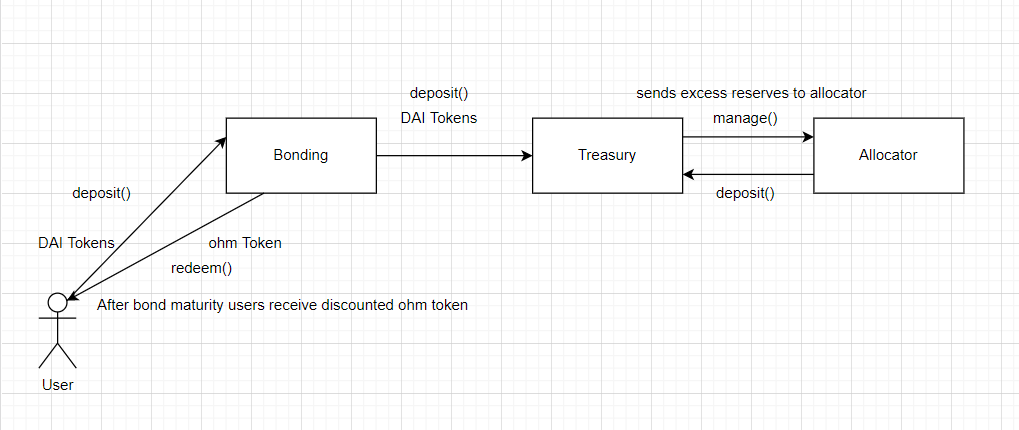 deposit()
sends excess reserves to allocator
DAI Tokens
manage()
Bonding
Treasury
Allocator
deposit()
deposit()
DAI Tokens
ohm Token
redeem()
After bond maturity users receive discounted ohm token
User